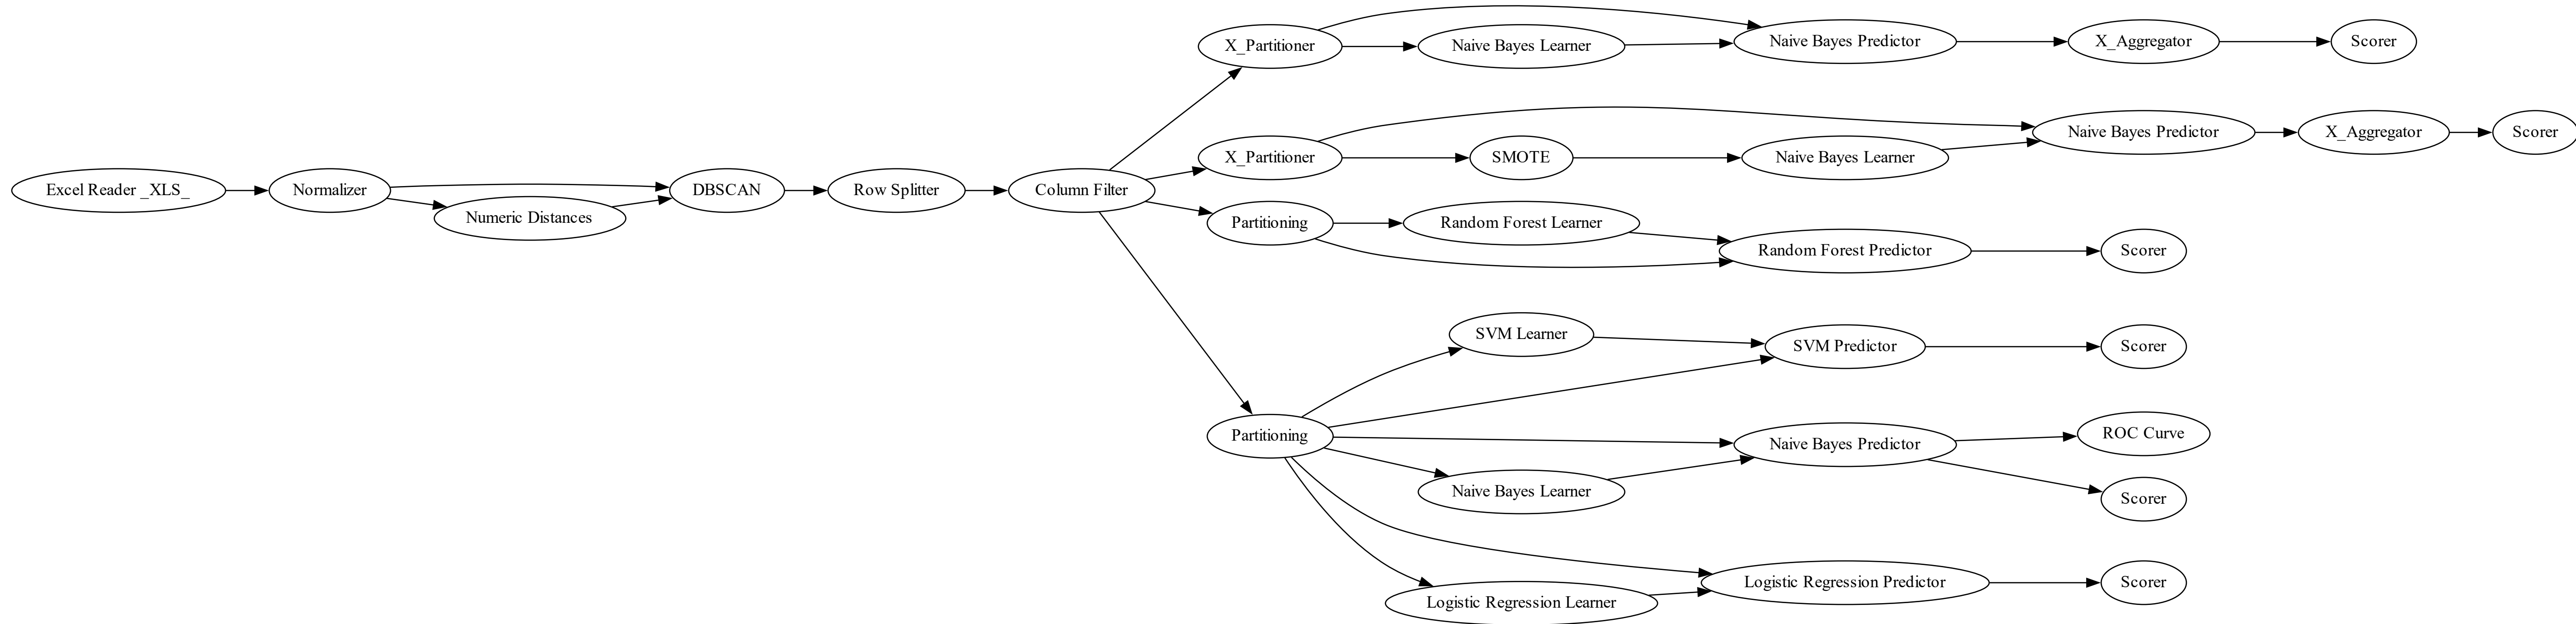 X_Partitioner
Naive Bayes Learner
Naive Bayes Predictor
X_Aggregator
Scorer
X_Partitioner
SMOTE
Naive Bayes Learner
Naive Bayes Predictor
X_Aggregator
Scorer
Excel Reader _XLS_
Normalizer
Numeric Distances
DBSCAN
Row Splitter
Column Filter
Partitioning
Random Forest Learner
Random Forest Predictor
Scorer
SVM Learner
SVM Predictor
Scorer
Partitioning
Naive Bayes Learner
Naive Bayes Predictor
ROC Curve
Scorer
Logistic Regression Learner
Logistic Regression Predictor
Scorer